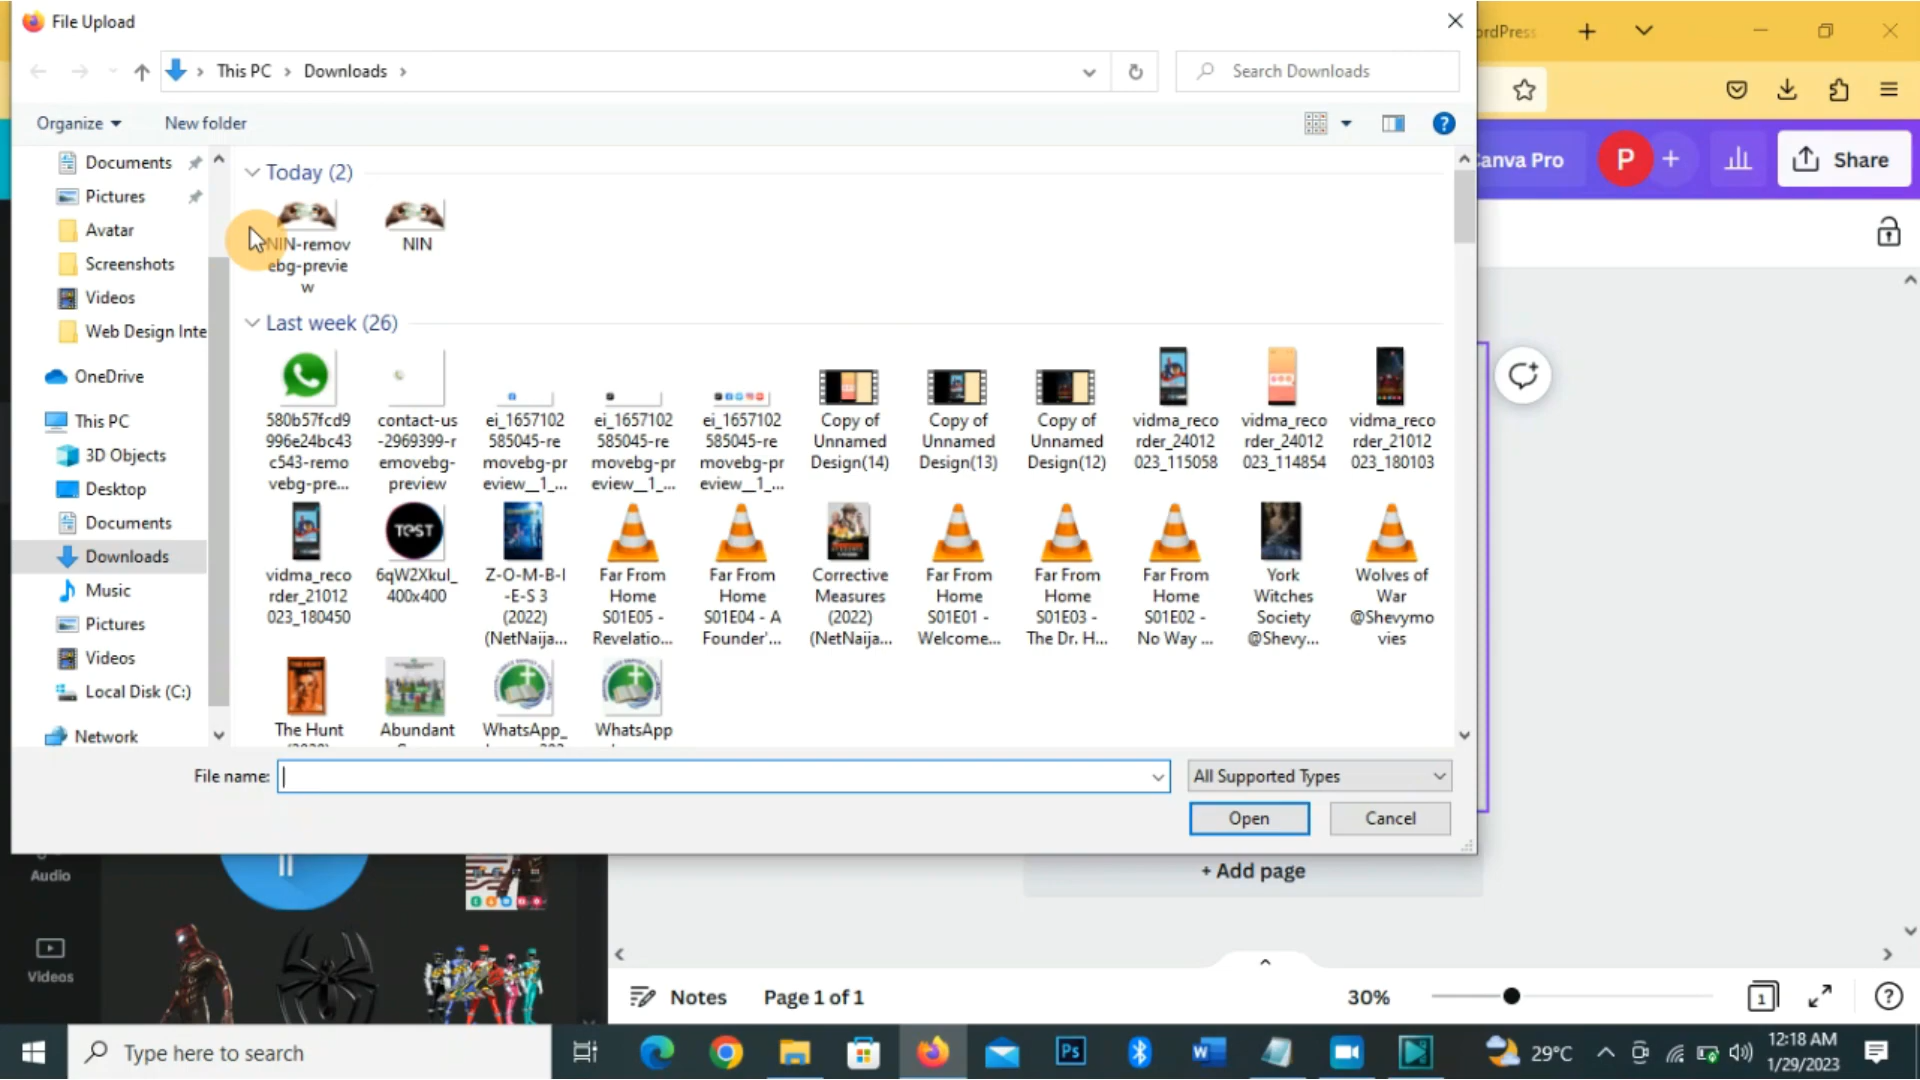 File Upload
ordPress
This PC
Downloads
Search Downloads
Organize
New folder
anva Pro
P
Share
Documents
Pictures
Avatar
Screenshots
Videos
Web Design Inte
OneDrive
This PC
3D Objects
Desktop
Documents
Downloads
Music
Pictures
Videos
Local Disk (C:)
Network
Today (2)
NIN-remov
ebg-previe
w
NIN
Last week (26)
580b57fcd9
996e24bc43
c543-remo
vebg-pre...
contact-us
-2969399-r
emovebg-
preview
ei_1657102
585045-re
movebg-pr
eview__1_...
ei_1657102
585045-re
movebg-pr
eview__1_...
ei_1657102
585045-re
movebg-pr
eview__1_...
Copy of
Unnamed
Design(14)
Copy of
Unnamed
Design(13)
Copy of
Unnamed
Design(12)
vidma_reco
rder_24012
023_115058
vidma_reco
rder_24012
023_114854
vidma_reco
rder_21012
023_180103
vidma_reco
rder_21012
023_180450
TEST
6qW2Xkul_
400x400
Z-O-M-B-I
-E-S 3
(2022)
(NetNaija...
Far From
Home
S01E05 -
Revelatio...
Far From
Home
S01E04 - A
Founder'...
Corrective
Measures
(2022)
(NetNaija...
Far From
Home
S01E01 -
Welcome...
Far From
Home
S01E03 -
The Dr. H...
Far From
Home
S01E02 -
No Way ...
York
Witches
Society
@Shevy...
Wolves of
War
@Shevymo
vies
The Hunt
Abundant
WhatsApp_
WhatsApp
File name:
All Supported Types
Open
Cancel
Audio
Videos
+ Add page
Notes
Page 1 of 1
30%
1
Type here to search
Ps
29°C
12:18 AM
1/29/2023